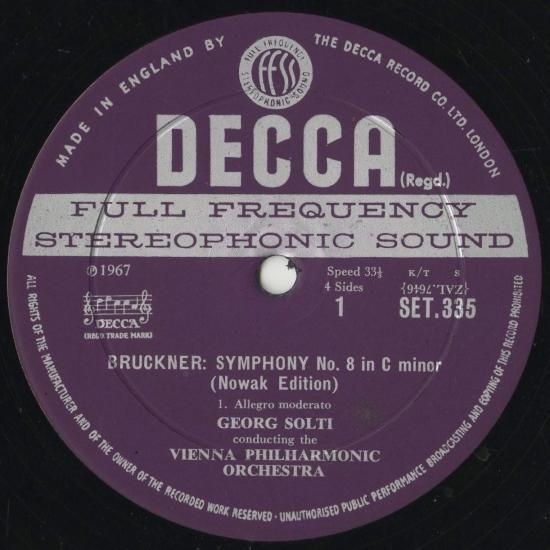 MADE IN ENGLAND BY
THE DECCA RECORD CO. LTD. LONDON
FULL FREQUENCY
FFSS
STEREOPHONIC SOUND
DECCA
(Regd.)
FULL FREQUENCY
STEREOPHONIC SOUND
℗ 1967
Speed 33⅓
K/T S
4 Sides
{ZAL.7649}
1
SET.335
DECCA
(REGD. TRADE MARK)
BRUCKNER: SYMPHONY No. 8 in C minor
(Nowak Edition)
1. Allegro moderato
GEORG SOLTI
conducting the
VIENNA PHILHARMONIC
ORCHESTRA
ALL RIGHTS OF THE MANUFACTURER AND OF THE OWNER OF THE RECORDED WORK RESERVED · UNAUTHORISED PUBLIC PERFORMANCE BROADCASTING AND COPYING OF THIS RECORD PROHIBITED